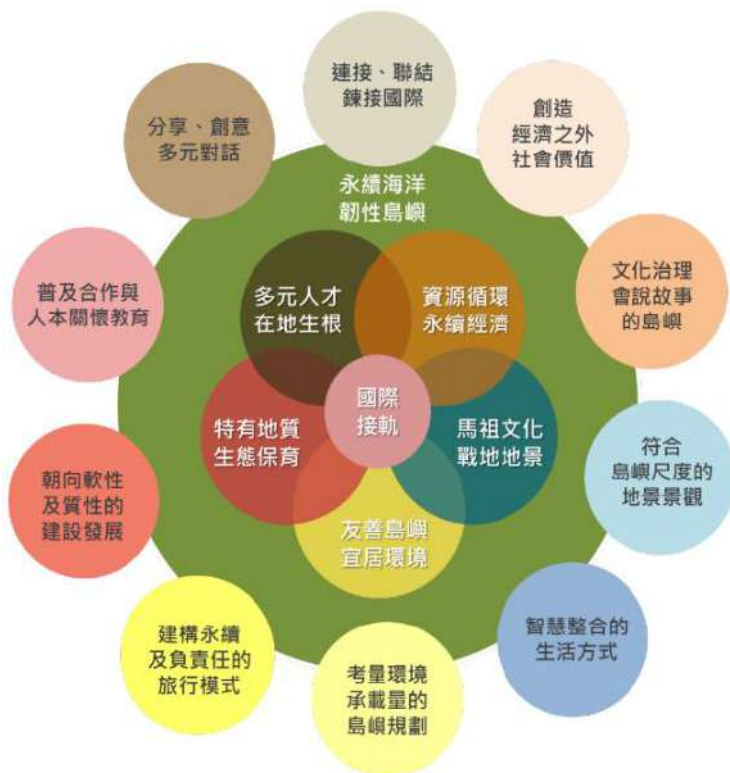 連接、聯結
鍊接國際
創造
經濟之外
社會價值
文化治理
會說故事
的島嶼
符合
島嶼尺度的
地景景觀
智慧整合的
生活方式
考量環境
承載量的
島嶼規劃
建構永續
及負責任的
旅行模式
朝向軟性
及質性的
建設發展
普及合作與
人本關懷教育
分享、創意
多元對話
永續海洋
韌性島嶼
多元人才
在地生根
資源循環
永續經濟
馬祖文化
戰地地景
友善島嶼
宜居環境
特有地質
生態保育
國際
接軌